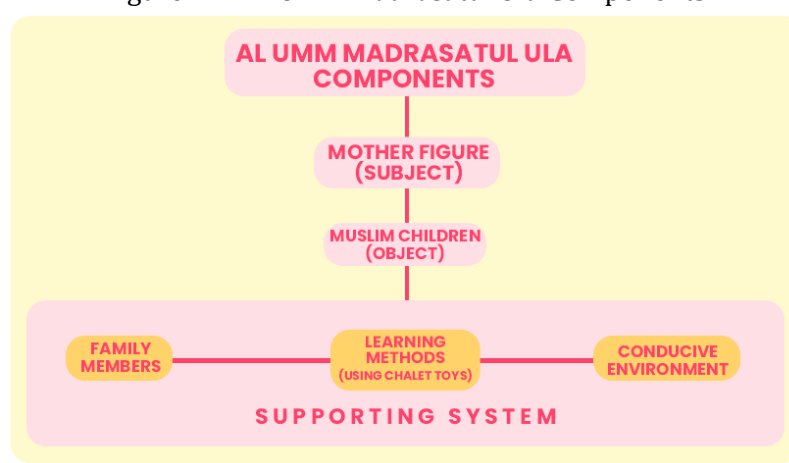 AL UMM MADRASATUL ULA
COMPONENTS
MOTHER FIGURE
(SUBJECT)
MUSLIM CHILDREN
(OBJECT)
FAMILY
MEMBERS
LEARNING
METHODS
(USING CHALET TOYS)
CONDUCIVE
ENVIRONMENT
SUPPORTING SYSTEM